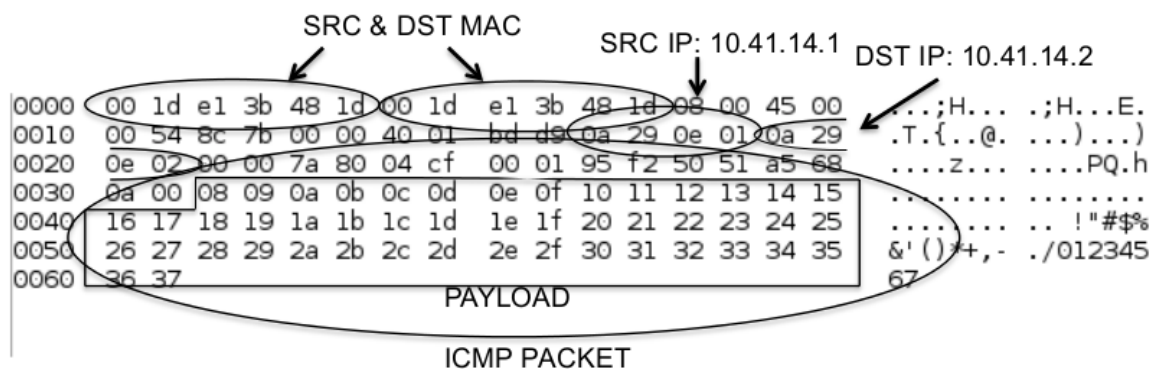 SRC & DST MAC
SRC IP: 10.41.14.1
DST IP: 10.41.14.2
0000 00 1d e1 3b 48 1d 00 1d e1 3b 48 1d 08 00 45 00 ...;H... .;H...E.
0010 00 54 8c 7b 00 00 40 01 bd d9 0a 29 0e 01 0a 29 .T.{..@. ...)...)
0020 0e 02 00 00 7a 80 04 cf 00 01 95 f2 50 51 a5 68 ....z... ....PQ.h
0030 0a 00 08 09 0a 0b 0c 0d 0e 0f 10 11 12 13 14 15 ........ ........
0040 16 17 18 19 1a 1b 1c 1d 1e 1f 20 21 22 23 24 25 ........ .. !"#$%
0050 26 27 28 29 2a 2b 2c 2d 2e 2f 30 31 32 33 34 35 &'()*+,- ./012345
0060 36 37 67
PAYLOAD
ICMP PACKET